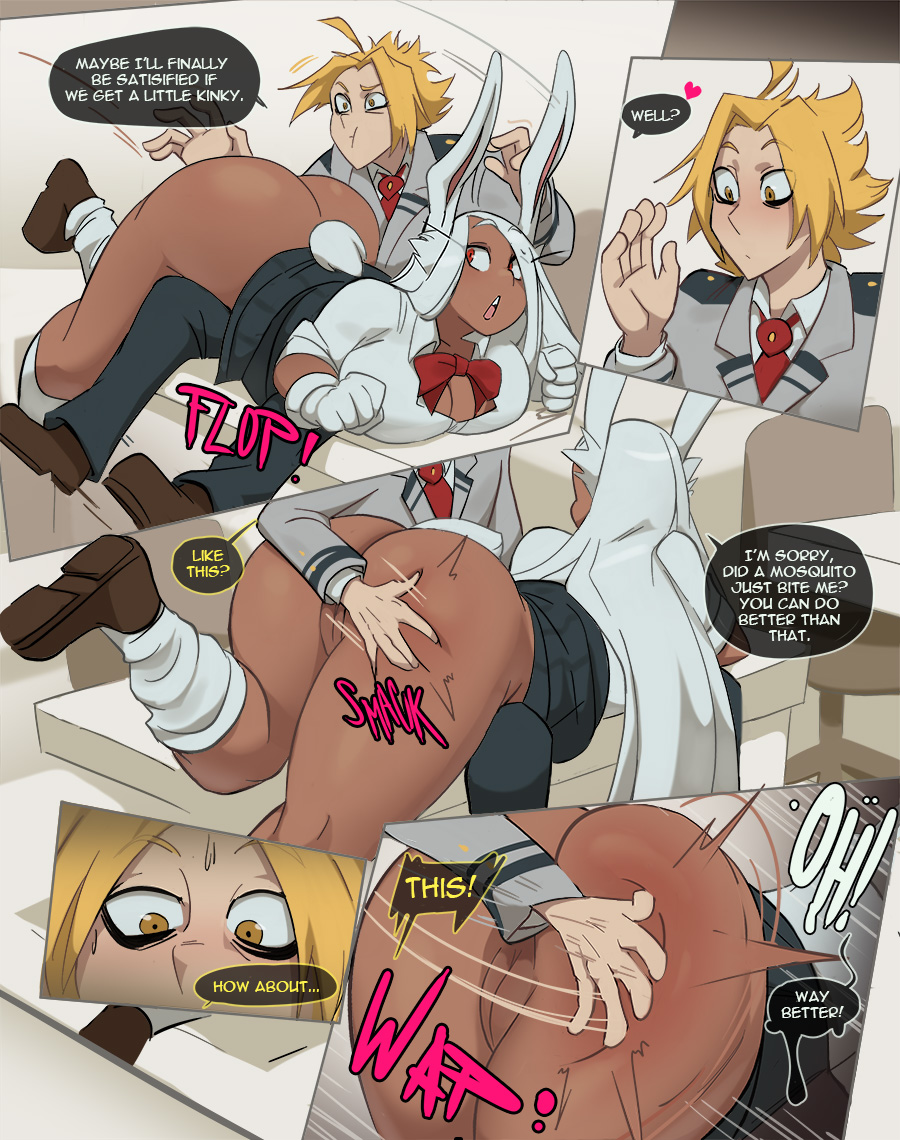 MAYBE I'LL FINALLY
BE SATISIFIED IF
WE GET A LITTLE KINKY.
WELL?
FLOP!
LIKE
THIS?
I'M SORRY,
DID A MOSQUITO
JUST BITE ME?
YOU CAN DO
BETTER THAN
THAT.
SMACK
HOW ABOUT...
THIS!
OH!
WAP!
WAY
BETTER!